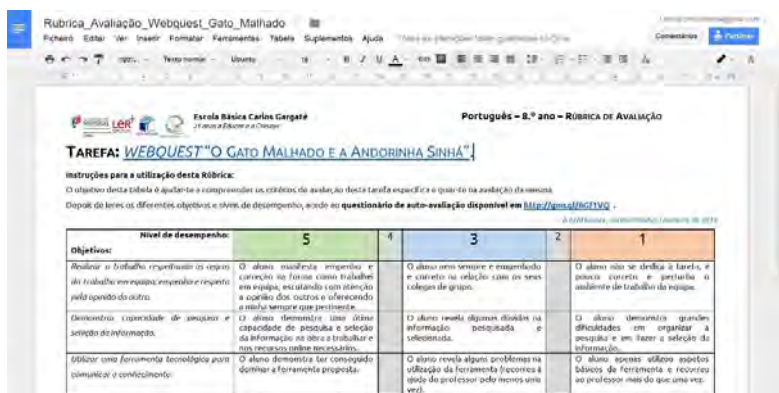 Rubrica_Avaliação_Webquest_Gato_Malhado
Ficheiro Editar Ver Inserir Formatar Ferramentas Tabela Suplementos Ajuda
Comentários Partilhar
Texto normal Ubuntu
LER+ Escola Básica Carlos Gargaté Português – 8.º ano – RÚBRICA DE AVALIAÇÃO
TAREFA: WEBQUEST "O GATO MALHADO E A ANDORINHA SINHÁ".
Instruções para a utilização desta Rúbrica:
O objetivo desta tabela é ajudar-te a compreender os critérios de avaliação desta tarefa específica e guiar-te na avaliação da mesma.
Depois de leres os diferentes objetivos e níveis de desempenho, acede ao questionário de auto-avaliação disponível em
Nível de desempenho: 5 4 3 2 1
Objetivos:
Realizar o trabalho respeitando as regras do trabalho em equipa, empenho e respeito pela opinião do outro.
O aluno manifesta empenho e correção na forma como trabalha em equipa, escutando com atenção a opinião dos outros e oferecendo a minha sempre que pertinente.
O aluno nem sempre é empenhado e correto na relação com os seus colegas de grupo.
O aluno não se dedica à tarefa, é pouco correto e perturba o ambiente de trabalho da equipa.
Demonstrar capacidade de pesquisa e seleção da informação.
O aluno demonstra uma ótima capacidade de pesquisa e seleção da informação na obra a trabalhar e nos recursos online necessários.
O aluno revela algumas dúvidas na informação pesquisada e selecionada.
O aluno demonstra grandes dificuldades em organizar a pesquisa e em fazer a seleção da informação.
Utilizar uma ferramenta tecnológica para comunicar o conhecimento.
O aluno demonstra ter conseguido dominar a ferramenta proposta.
O aluno revela alguns problemas na utilização da ferramenta (recorreu à ajuda do professor pelo menos uma vez).
O aluno apenas utilizou aspetos básicos da ferramenta e recorreu ao professor mais do que uma vez.